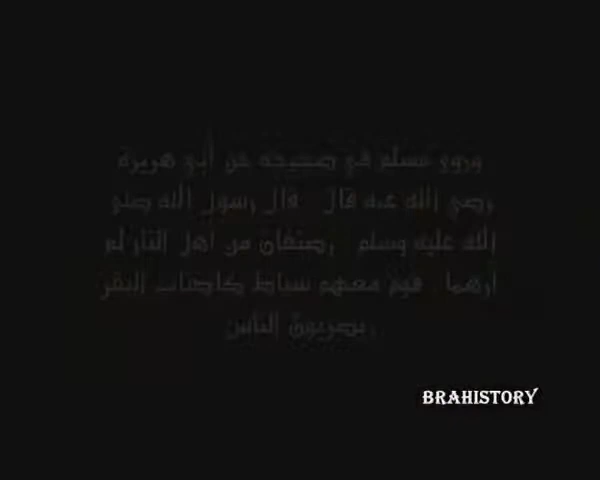 وروى مسلم في صحيحه عن أبي هريرة
رضي الله عنه قال قال رسول الله صلى
الله عليه وسلم صنفان من أهل النار لم
أرهما قوم معهم سياط كأذناب البقر
يضربون الناس
BRAHISTORY